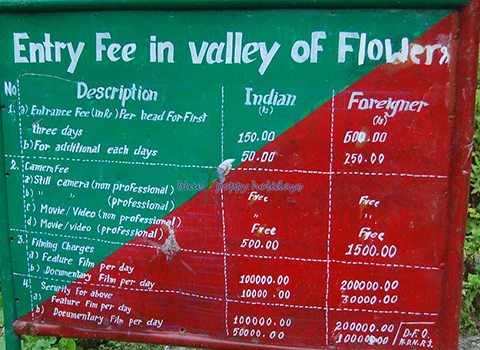 Entry Fee in valley of Flowers
No Description Indian (Rs) Foreigner (Rs)
1. a) Entrance Fee (In Rs) Per head For First
three days 150.00 600.00
b) For additional each days 50.00 250.00
2. Camera Fee
a) Still camera (non professional) Free Free
b) " (professional) " "
c) Movie/Video (non professional) Free Free
d) Movie/Video (professional) 500.00 1500.00
3. Filming Charges
a) Feature Film per day 100000.00 200000.00
b) Documentary Film per day 10000.00 30000.00
4. Security For above
a) Feature Film per day 100000.00 200000.00
b) Documentary Film per day 50000.00 100000.00
D.F.O.
N.D.N.P.J.
blue poppy holidays